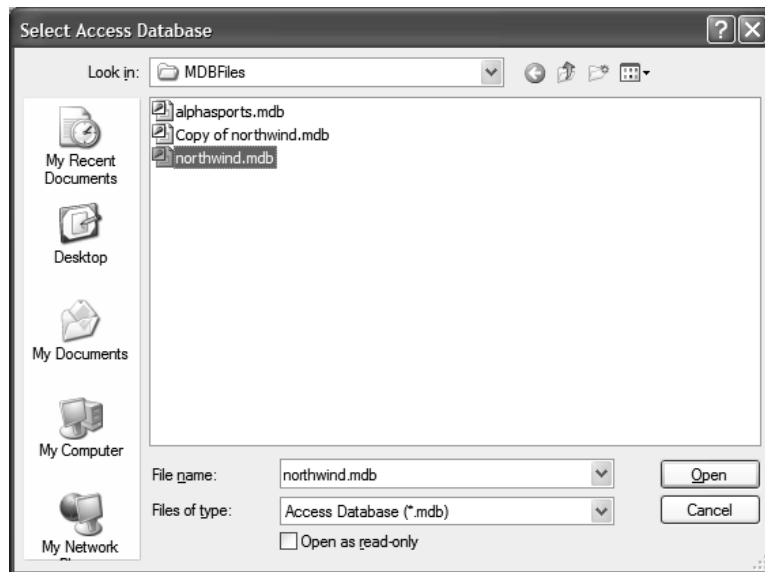 Select Access Database
Look in: MDBFiles
alphasports.mdb
Copy of northwind.mdb
northwind.mdb
My Recent
Documents
Desktop
My Documents
My Computer
My Network
File name: northwind.mdb Open
Files of type: Access Database (*.mdb) Cancel
Open as read-only